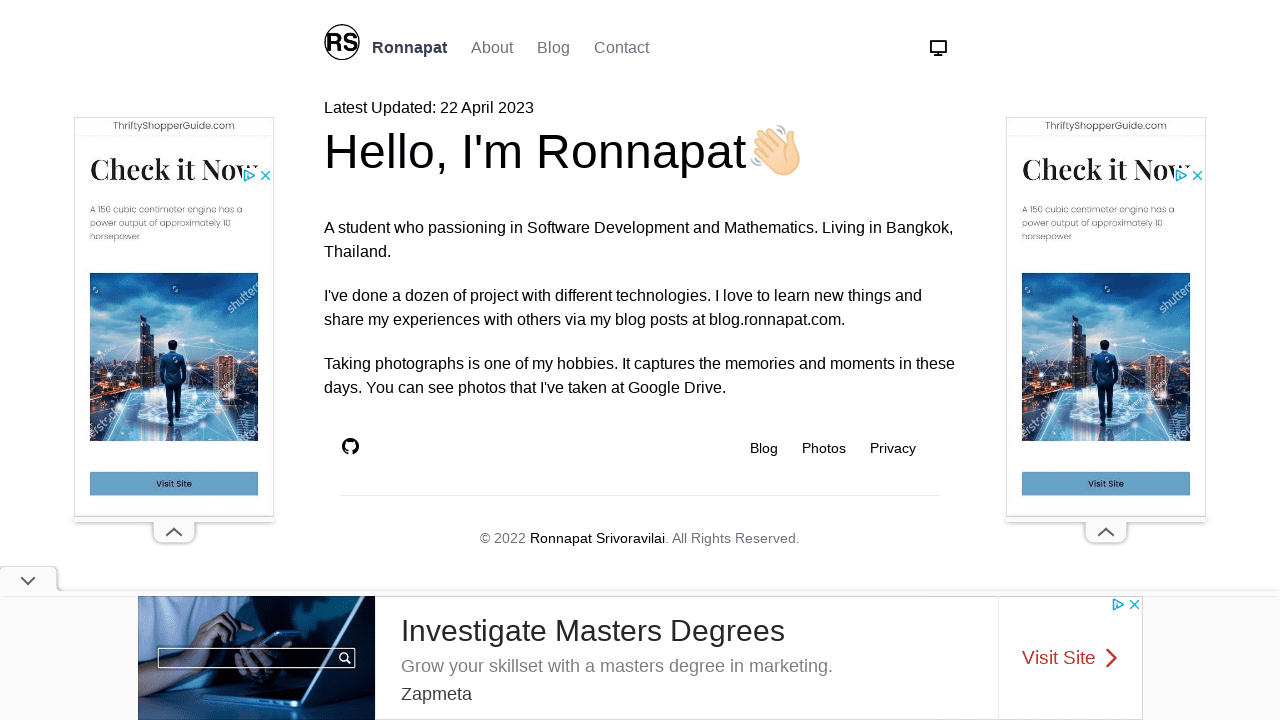 RS Ronnapat About Blog Contact
Latest Updated: 22 April 2023
Hello, I'm Ronnapat
A student who passioning in Software Development and Mathematics. Living in Bangkok,
Thailand.
I've done a dozen of project with different technologies. I love to learn new things and
share my experiences with others via my blog posts at blog.ronnapat.com.
Taking photographs is one of my hobbies. It captures the memories and moments in these
days. You can see photos that I've taken at Google Drive.
Blog Photos Privacy
© 2022 Ronnapat Srivoravilai. All Rights Reserved.
ThriftyShopperGuide.com
Check it Now
A 150 cubic centimeter engine has a
power output of approximately 10
horsepower
Visit Site
ThriftyShopperGuide.com
Check it Now
A 150 cubic centimeter engine has a
power output of approximately 10
horsepower
Visit Site
Investigate Masters Degrees
Grow your skillset with a masters degree in marketing.
Zapmeta
Visit Site